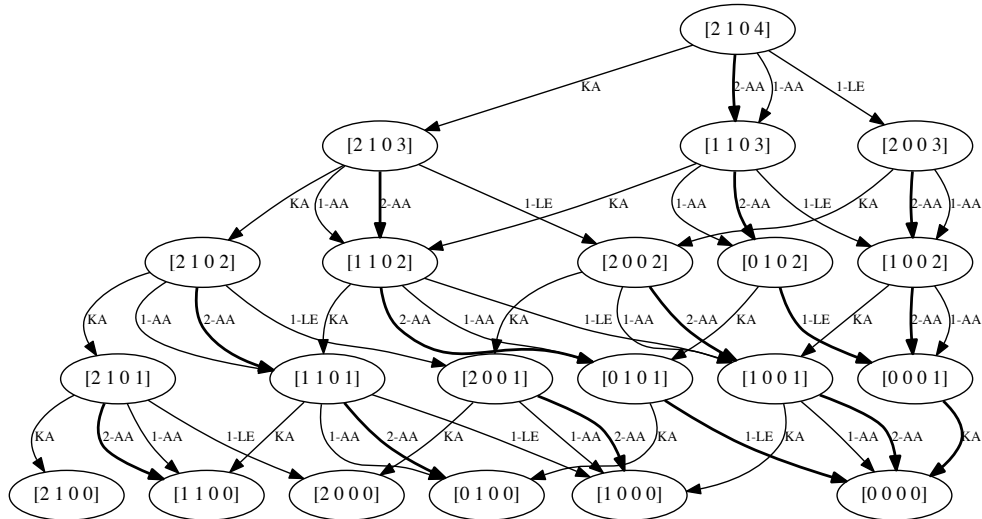 [2 1 0 4]
KA
2-AA
1-AA
1-LE
[2 1 0 3]
[1 1 0 3]
[2 0 0 3]
KA
1-AA
2-AA
1-LE
KA
1-AA
2-AA
1-LE
KA
2-AA
1-AA
[2 1 0 2]
[1 1 0 2]
[2 0 0 2]
[0 1 0 2]
[1 0 0 2]
KA
1-AA
2-AA
1-LE
KA
2-AA
1-AA
KA
1-LE
1-AA
2-AA
KA
1-LE
KA
2-AA
1-AA
[2 1 0 1]
[1 1 0 1]
[2 0 0 1]
[0 1 0 1]
[1 0 0 1]
[0 0 0 1]
KA
2-AA
1-AA
1-LE
KA
1-AA
2-AA
KA
1-LE
1-AA
2-AA
KA
1-LE
KA
1-AA
2-AA
KA
[2 1 0 0]
[1 1 0 0]
[2 0 0 0]
[0 1 0 0]
[1 0 0 0]
[0 0 0 0]